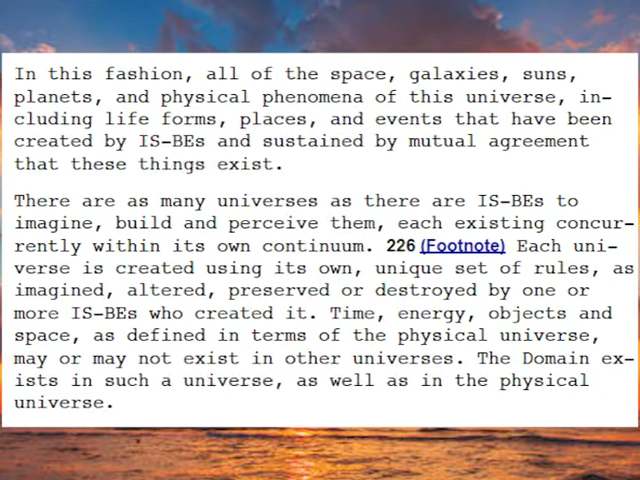 In this fashion, all of the space, galaxies, suns,
planets, and physical phenomena of this universe, in-
cluding life forms, places, and events that have been
created by IS-BEs and sustained by mutual agreement
that these things exist.
There are as many universes as there are IS-BEs to
imagine, build and perceive them, each existing concur-
rently within its own continuum. 226 (Footnote) Each uni-
verse is created using its own, unique set of rules, as
imagined, altered, preserved or destroyed by one or
more IS-BEs who created it. Time, energy, objects and
space, as defined in terms of the physical universe,
may or may not exist in other universes. The Domain ex-
ists in such a universe, as well as in the physical
universe.